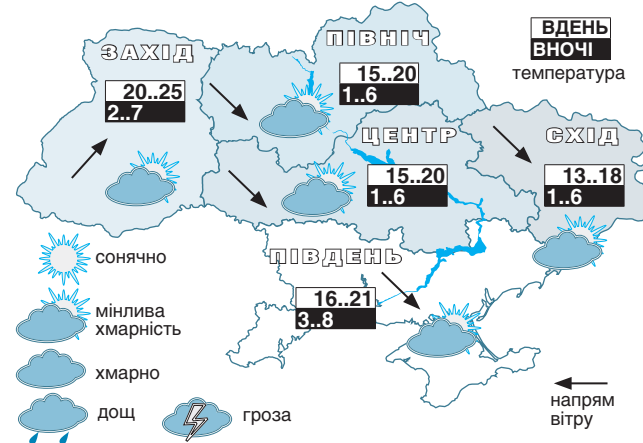 ПІВНІЧ
ВДЕНЬ
ВНОЧІ
температура
ЗАХІД
15..20
1..6
20..25
2..7
ЦЕНТР
СХІД
15..20
1..6
13..18
1..6
сонячно
ПІВДЕНЬ
16..21
3..8
мінлива
хмарність
хмарно
дощ
гроза
напрям
вітру